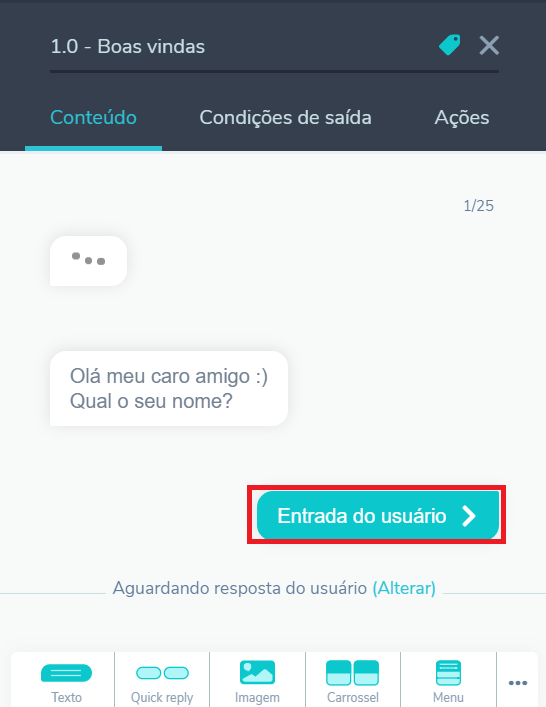 1.0 - Boas vindas
Conteúdo Condições de saída Ações
1/25
Olá meu caro amigo :)
Qual o seu nome?
Entrada do usuário
Aguardando resposta do usuário (Alterar)
Texto Quick reply Imagem Carrossel Menu